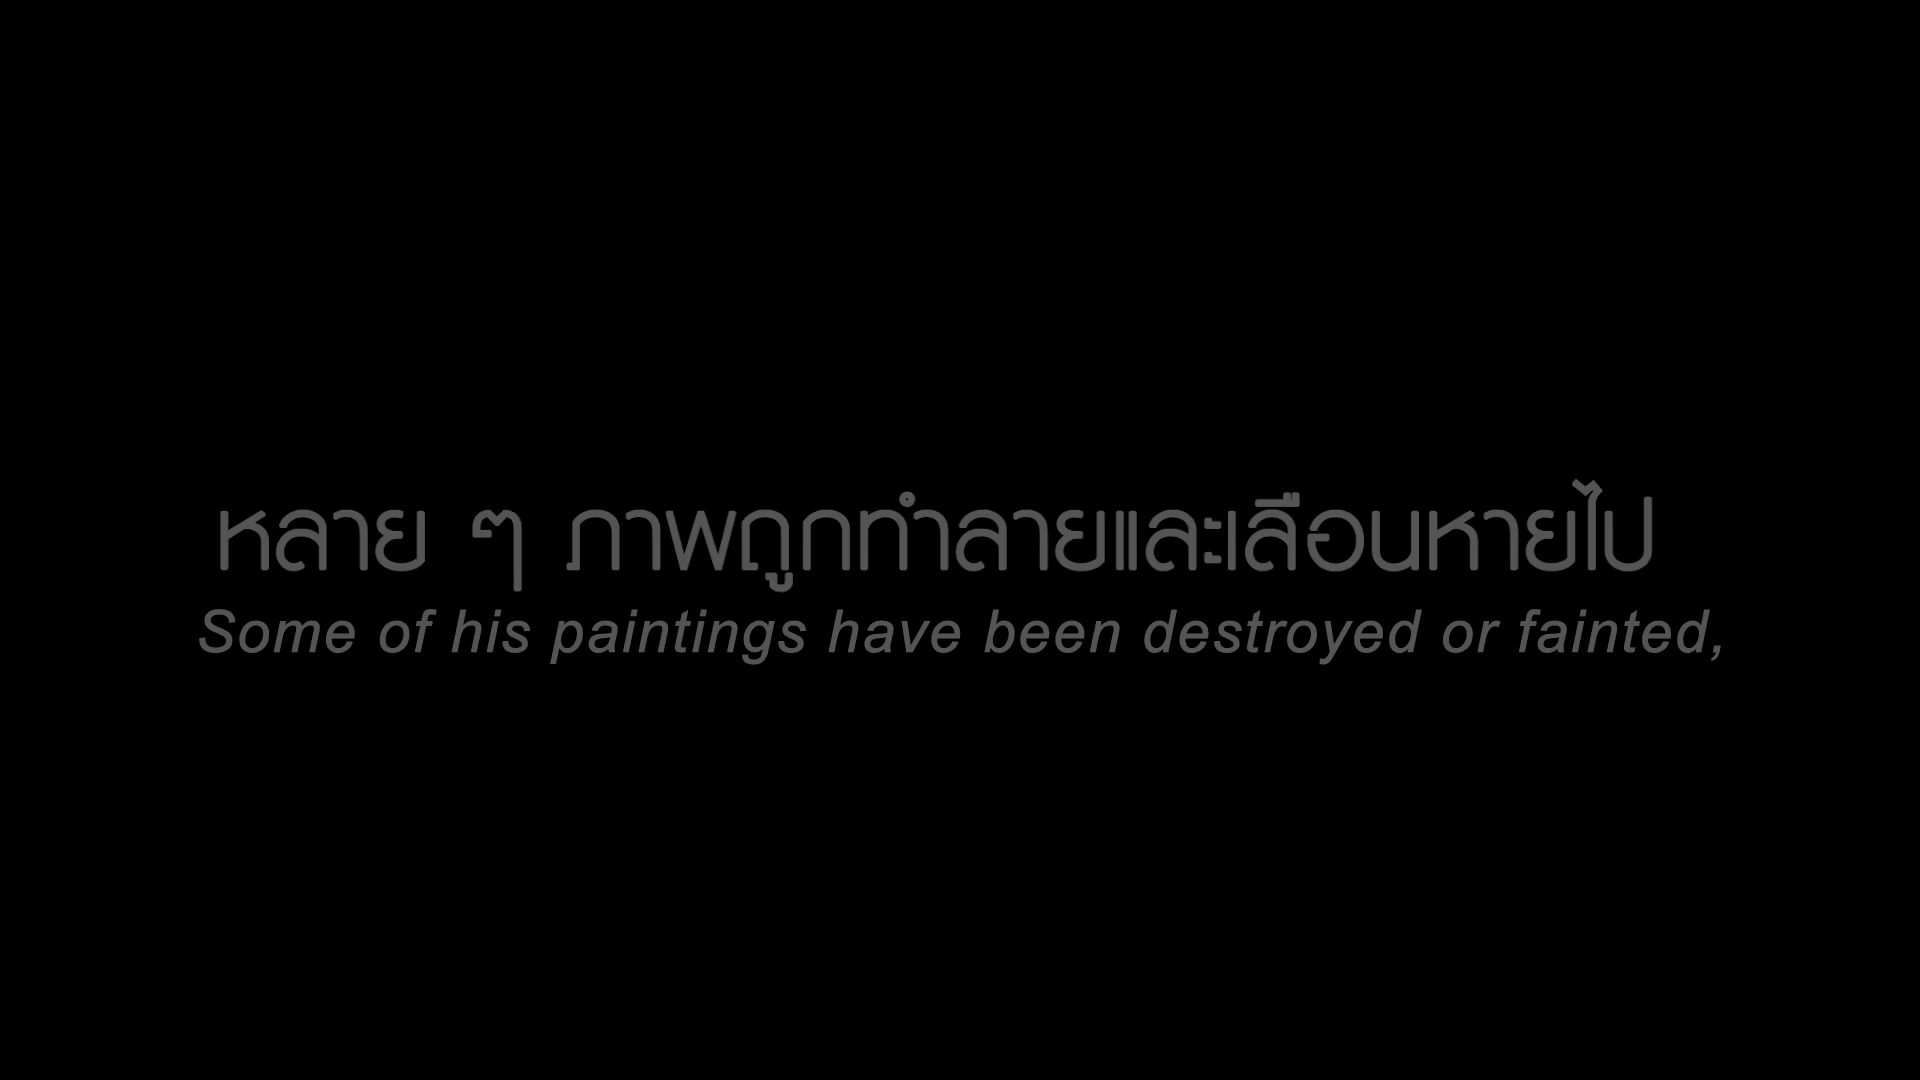 หลาย ๆ ภาพถูกทำลายและเลือนหายไป
Some of his paintings have been destroyed or fainted,